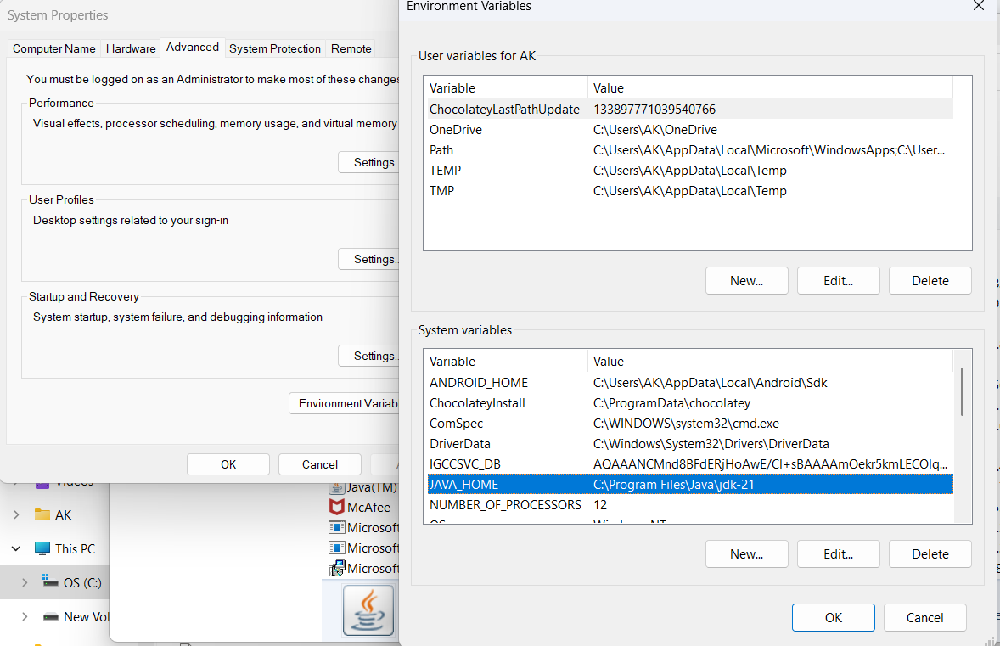 System Properties
Computer Name Hardware Advanced System Protection Remote
You must be logged on as an Administrator to make most of these changes
Performance
Visual effects, processor scheduling, memory usage, and virtual memory
Settings..
User Profiles
Desktop settings related to your sign-in
Settings..
Startup and Recovery
System startup, system failure, and debugging information
Settings..
Environment Variab
OK Cancel
AK
This PC
OS (C:)
New Vol
Java(TM)
McAfee
Microsoft
Microsoft
Microsoft
Environment Variables
User variables for AK
Variable Value
ChocolateyLastPathUpdate 133897771039540766
OneDrive C:\Users\AK\OneDrive
Path C:\Users\AK\AppData\Local\Microsoft\WindowsApps;C:\User...
TEMP C:\Users\AK\AppData\Local\Temp
TMP C:\Users\AK\AppData\Local\Temp
New... Edit... Delete
System variables
Variable Value
ANDROID_HOME C:\Users\AK\AppData\Local\Android\Sdk
ChocolateyInstall C:\ProgramData\chocolatey
ComSpec C:\WINDOWS\system32\cmd.exe
DriverData C:\Windows\System32\Drivers\DriverData
IGCCSVC_DB
JAVA_HOME C:\Program Files\Java\jdk-21
NUMBER_OF_PROCESSORS 12
New... Edit... Delete
OK Cancel